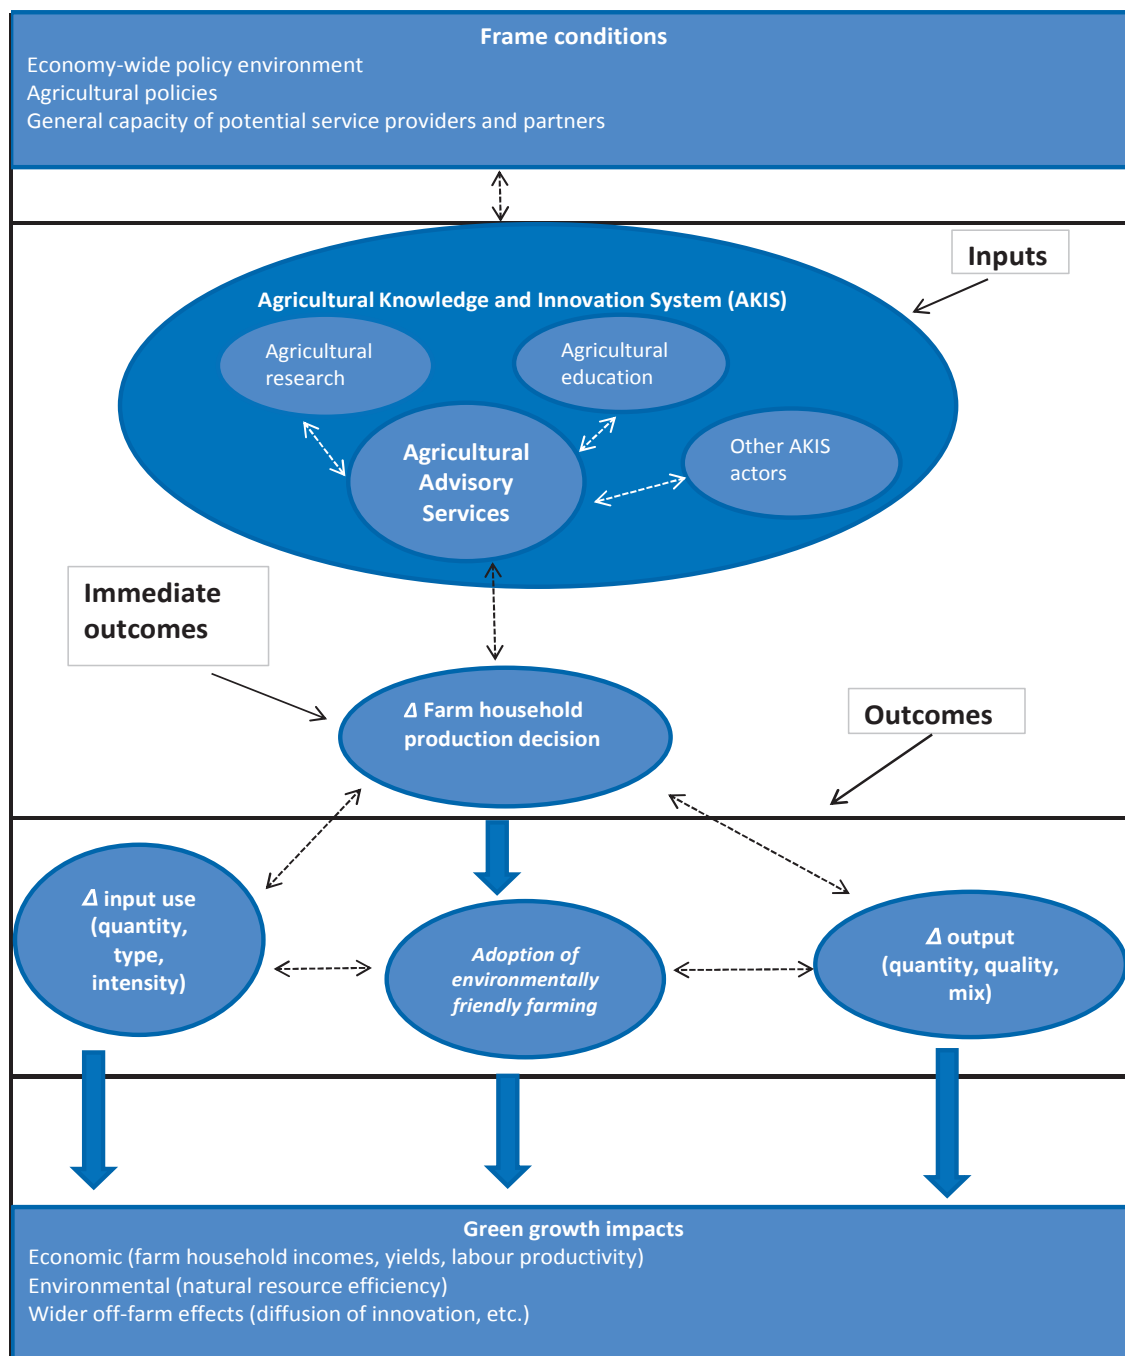 Frame conditions
Economy-wide policy environment
Agricultural policies
General capacity of potential service providers and partners
Inputs
Agricultural Knowledge and Innovation System (AKIS)
Agricultural
research
Agricultural
education
Agricultural
Advisory
Services
Other AKIS
actors
Immediate
outcomes
Δ Farm household
production decision
Outcomes
Δ input use
(quantity,
type,
intensity)
Adoption of
environmentally
friendly farming
Δ output
(quantity, quality,
mix)
Green growth impacts
Economic (farm household incomes, yields, labour productivity)
Environmental (natural resource efficiency)
Wider off-farm effects (diffusion of innovation, etc.)